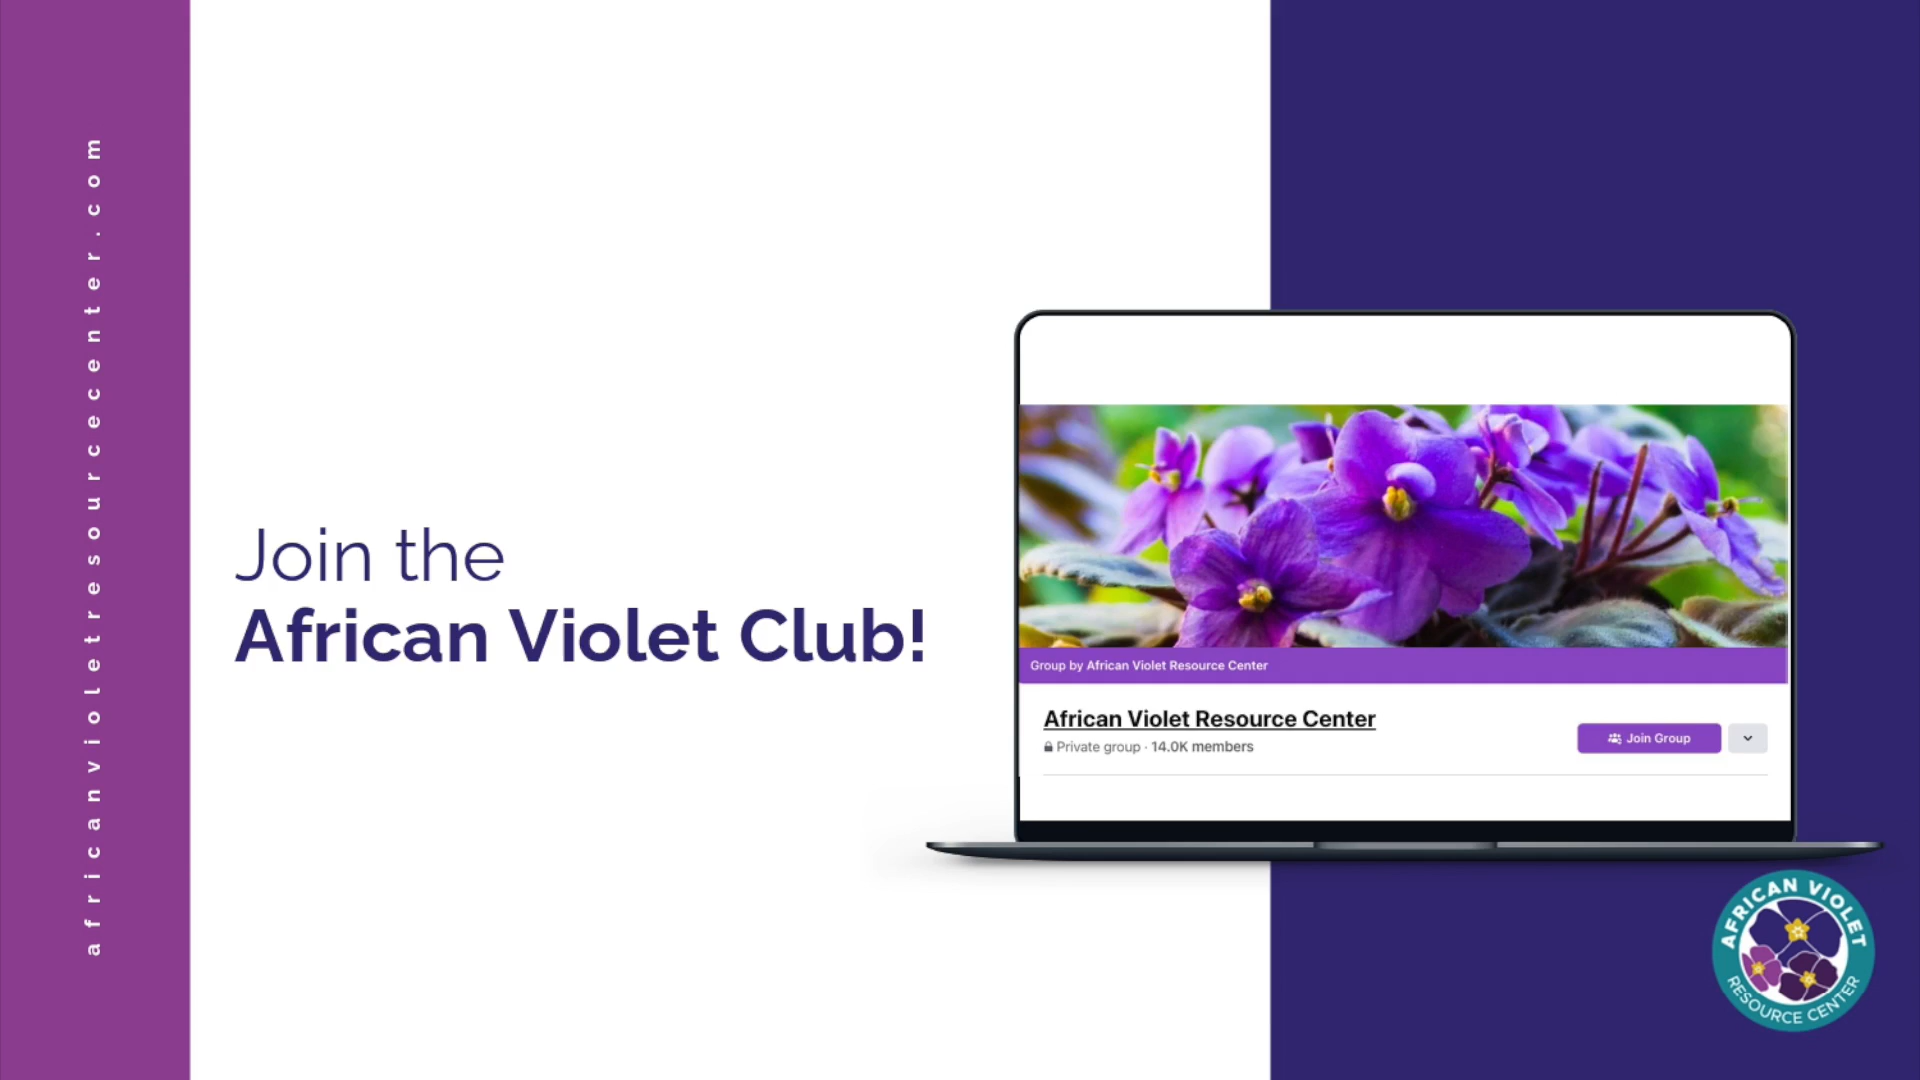 africanvioletresourcecenter.com
Join the
African Violet Club!
Group by African Violet Resource Center
African Violet Resource Center
Private group · 14.0K members
Join Group
AFRICAN VIOLET
RESOURCE CENTER